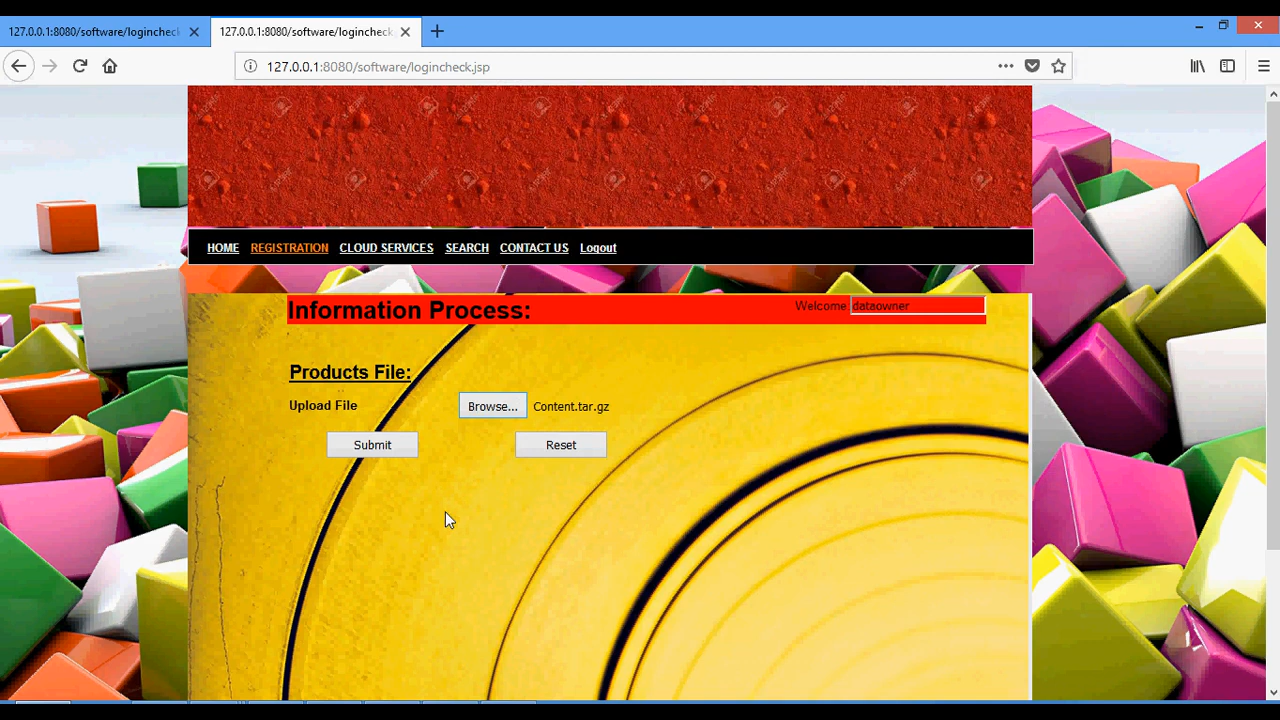 127.0.0.1:8080/software/logincheck
127.0.0.1:8080/software/logincheck
127.0.0.1:8080/software/logincheck.jsp
HOME REGISTRATION CLOUD SERVICES SEARCH CONTACT US Logout
Information Process:
Welcome dataowner
Products File:
Upload File Browse... Content.tar.gz
Submit Reset